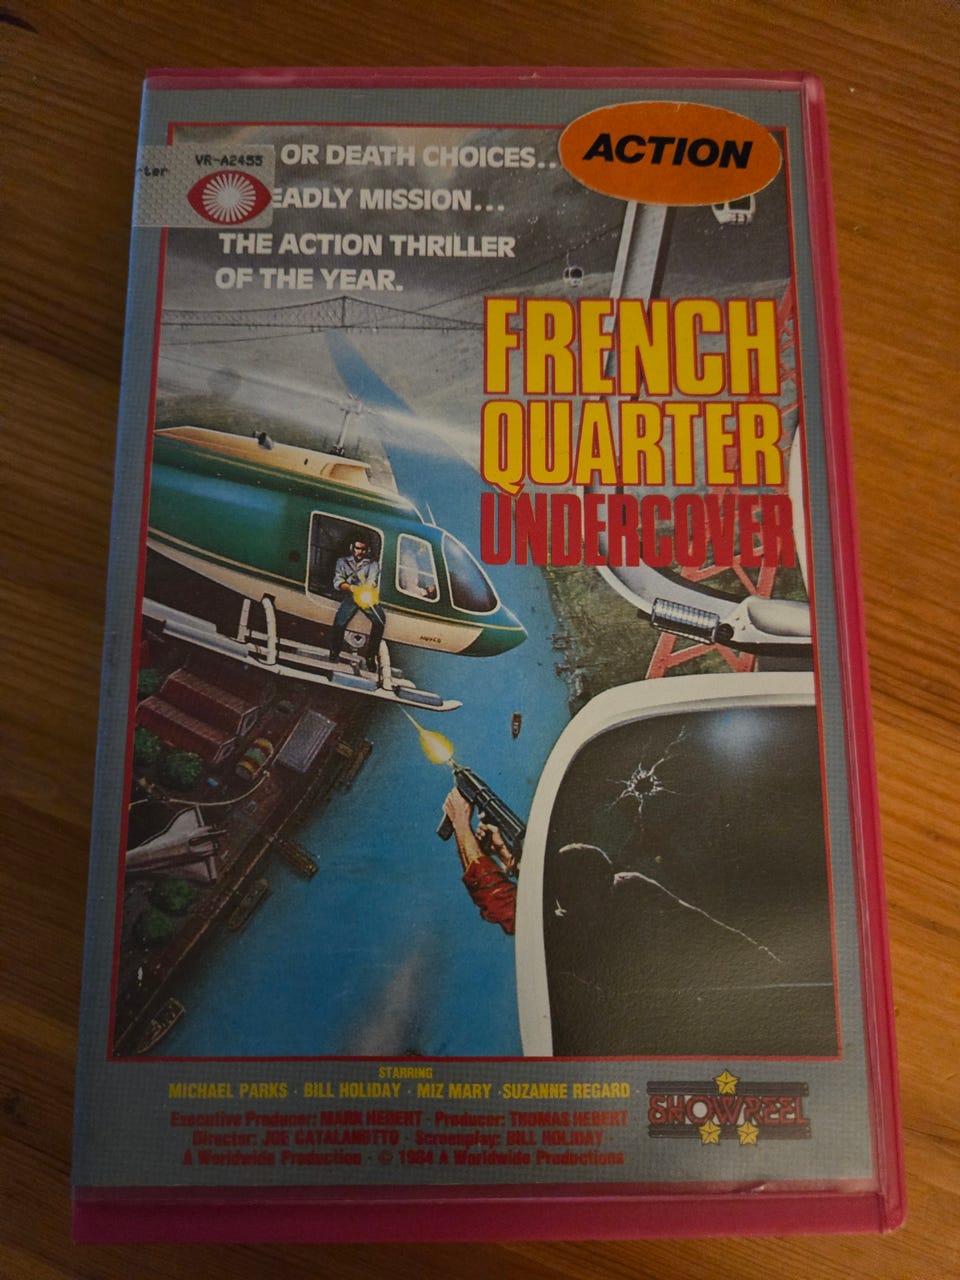 VR-A2455
ter
OR DEATH CHOICES...
EADLY MISSION...
THE ACTION THRILLER
OF THE YEAR.
ACTION
FRENCH
QUARTER
UNDERCOVER
STARRING
MICHAEL PARKS · BILL HOLIDAY · MIZ MARY · SUZANNE REGARD ·
Executive Producer: MARK HEBERT · Producer: THOMAS HEBERT
Director: JOE CATALANOTTO · Screenplay: BILL HOLIDAY ·
A Worldwide Production · © 1984 A Worldwide Productions
SHOWREEL